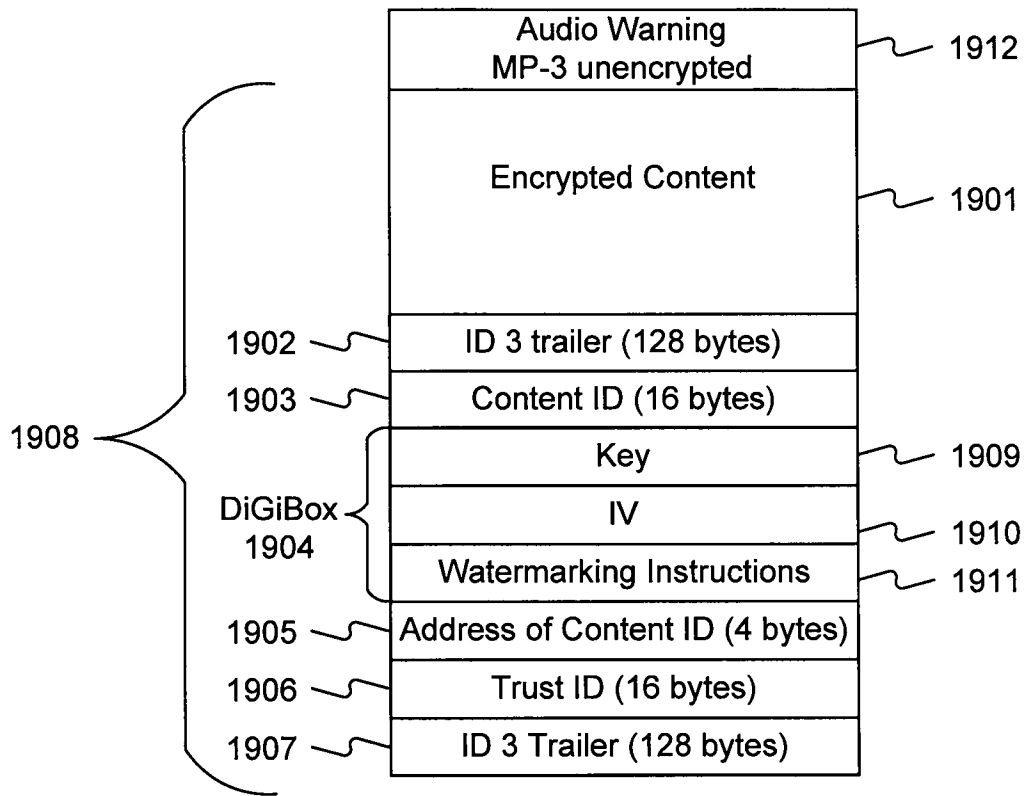 Audio Warning
MP-3 unencrypted
1912
Encrypted Content
1901
1902
ID 3 trailer (128 bytes)
1903
Content ID (16 bytes)
1908
Key
1909
DiGiBox
1904
IV
1910
Watermarking Instructions
1911
1905
Address of Content ID (4 bytes)
1906
Trust ID (16 bytes)
1907
ID 3 Trailer (128 bytes)